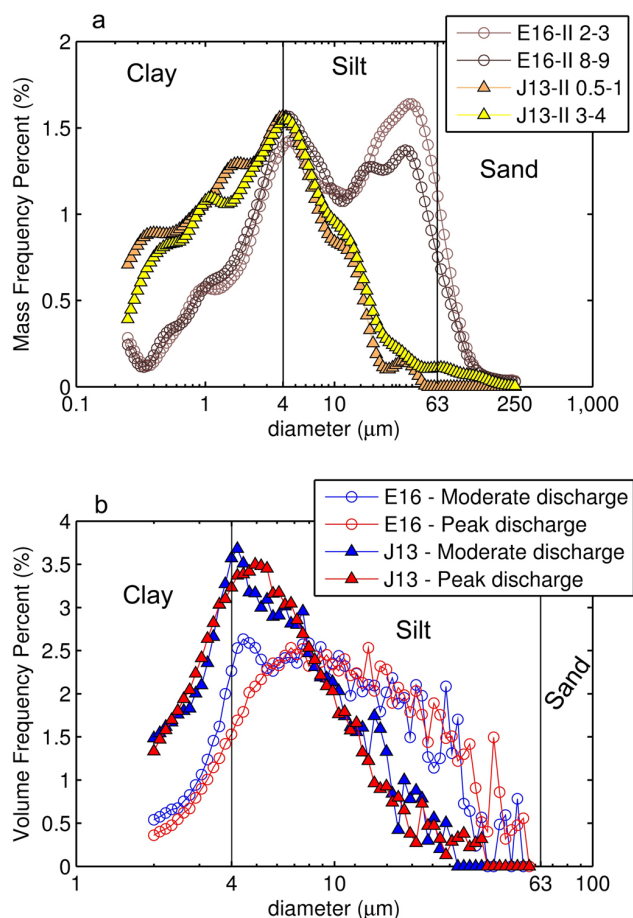 a
2
1.5
1
0.5
0
Mass Frequency Percent (%)
Clay
Silt
Sand
E16-II 2-3
E16-II 8-9
J13-II 0.5-1
J13-II 3-4
0.1
1
4
10
63
250
1,000
diameter (μm)
b
4
3.5
3
2.5
2
1.5
1
0.5
0
Volume Frequency Percent (%)
E16 - Moderate discharge
E16 - Peak discharge
J13 - Moderate discharge
J13 - Peak discharge
Clay
Silt
Sand
1
4
10
63
100
diameter (μm)